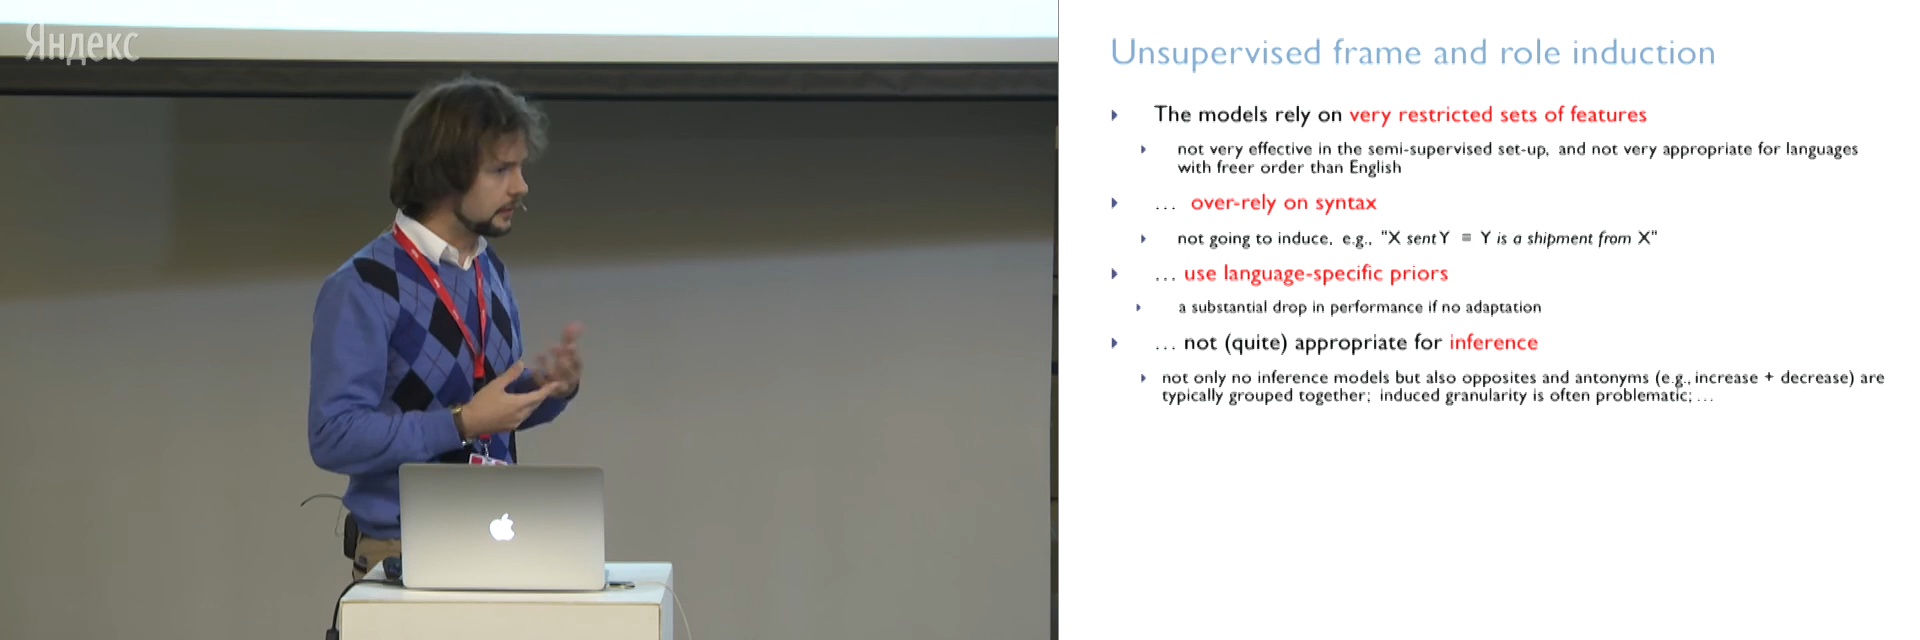 Яндекс
Unsupervised frame and role induction
The models rely on very restricted sets of features
not very effective in the semi-supervised set-up, and not very appropriate for languages
with freer order than English
... over-rely on syntax
not going to induce, e.g., "X sent Y ≡ Y is a shipment from X"
... use language-specific priors
a substantial drop in performance if no adaptation
... not (quite) appropriate for inference
not only no inference models but also opposites and antonyms (e.g., increase + decrease) are
typically grouped together; induced granularity is often problematic; ...